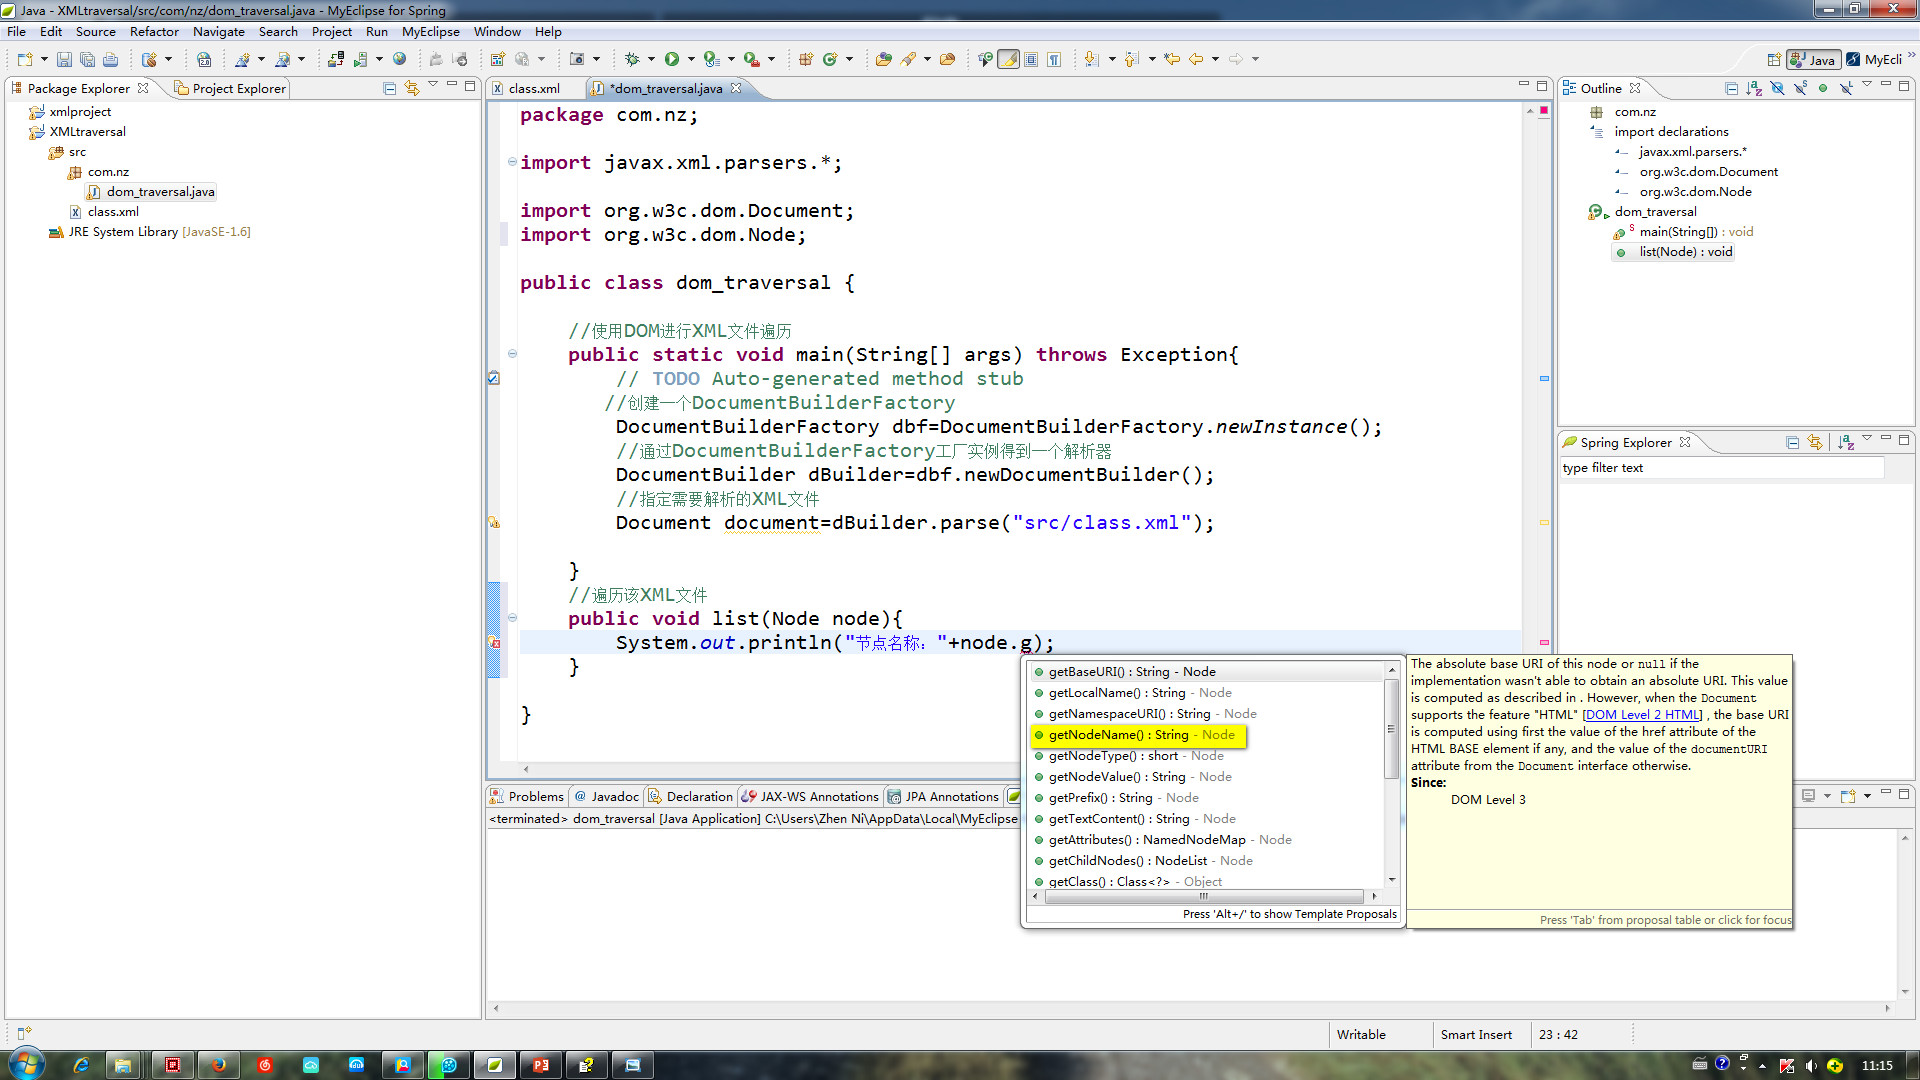 Java - XMLtraversal/src/com/nz/dom_traversal.java - MyEclipse for Spring
File Edit Source Refactor Navigate Search Project Run MyEclipse Window Help
Java MyEcli
Package Explorer Project Explorer
xmlproject
XMLtraversal
src
com.nz
dom_traversal.java
class.xml
JRE System Library [JavaSE-1.6]
class.xml *dom_traversal.java
package com.nz;
import javax.xml.parsers.*;
import org.w3c.dom.Document;
import org.w3c.dom.Node;
public class dom_traversal {
//使用DOM进行XML文件遍历
public static void main(String[] args) throws Exception{
// TODO Auto-generated method stub
//创建一个DocumentBuilderFactory
DocumentBuilderFactory dbf=DocumentBuilderFactory.newInstance();
//通过DocumentBuilderFactory工厂实例得到一个解析器
DocumentBuilder dBuilder=dbf.newDocumentBuilder();
//指定需要解析的XML文件
Document document=dBuilder.parse("src/class.xml");
}
//遍历该XML文件
public void list(Node node){
System.out.println("节点名称："+node.g);
}
}
getBaseURI() : String - Node
getLocalName() : String - Node
getNamespaceURI() : String - Node
getNodeName() : String - Node
getNodeType() : short - Node
getNodeValue() : String - Node
getPrefix() : String - Node
getTextContent() : String - Node
getAttributes() : NamedNodeMap - Node
getChildNodes() : NodeList - Node
getClass() : Class<?> - Object
Press 'Alt+/' to show Template Proposals
The absolute base URI of this node or null if the
implementation wasn't able to obtain an absolute URI. This value
is computed as described in . However, when the Document
supports the feature "HTML" [DOM Level 2 HTML] , the base URI
is computed using first the value of the href attribute of the
HTML BASE element if any, and the value of the documentURI
attribute from the Document interface otherwise.
Since:
DOM Level 3
Press 'Tab' from proposal table or click for focus
Outline
com.nz
import declarations
javax.xml.parsers.*
org.w3c.dom.Document
org.w3c.dom.Node
dom_traversal
main(String[]) : void
list(Node) : void
Spring Explorer
type filter text
Problems Javadoc Declaration JAX-WS Annotations JPA Annotations
<terminated> dom_traversal [Java Application] C:\Users\Zhen Ni\AppData\Local\MyEclipse
Writable Smart Insert 23 : 42
11:15